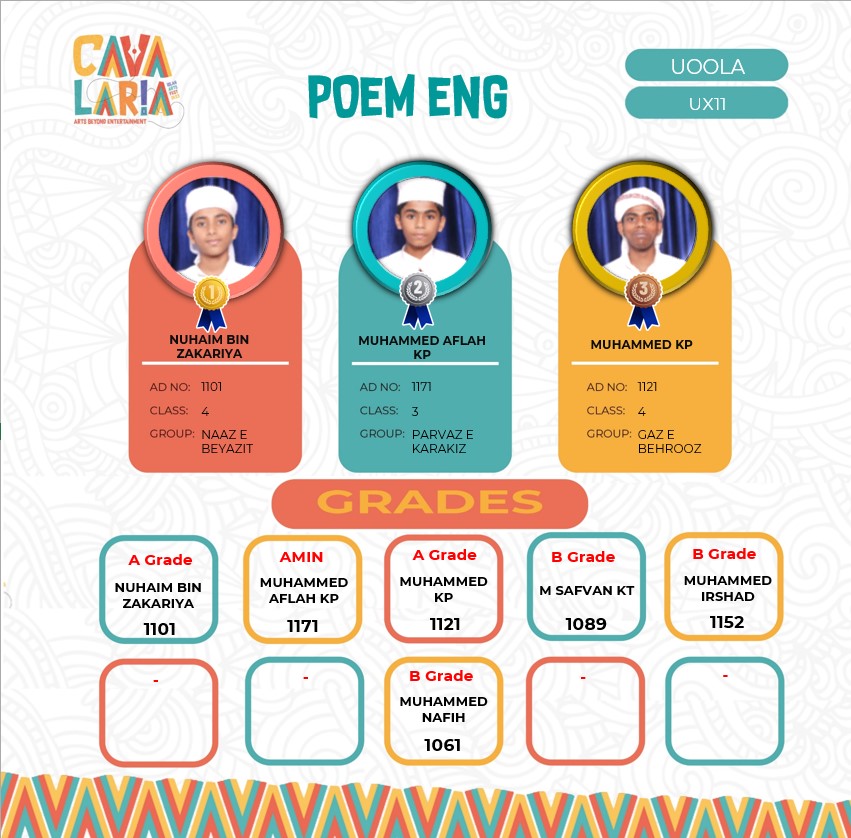 CAVA
LARIA
ARTS BEYOND ENTERTAINMENT
POEM ENG
UOOLA
UX11
1
NUHAIM BIN
ZAKARIYA
AD NO: 1101
CLASS: 4
GROUP: NAAZ E
BEYAZIT
2
MUHAMMED AFLAH
KP
AD NO: 1171
CLASS: 3
GROUP: PARVAZ E
KARAKIZ
3
MUHAMMED KP
AD NO: 1121
CLASS: 4
GROUP: GAZ E
BEHROOZ
GRADES
A Grade
NUHAIM BIN
ZAKARIYA
1101
AMIN
MUHAMMED
AFLAH KP
1171
A Grade
MUHAMMED
KP
1121
B Grade
M SAFVAN KT
1089
B Grade
MUHAMMED
IRSHAD
1152
-
-
B Grade
MUHAMMED
NAFIH
1061
-
-